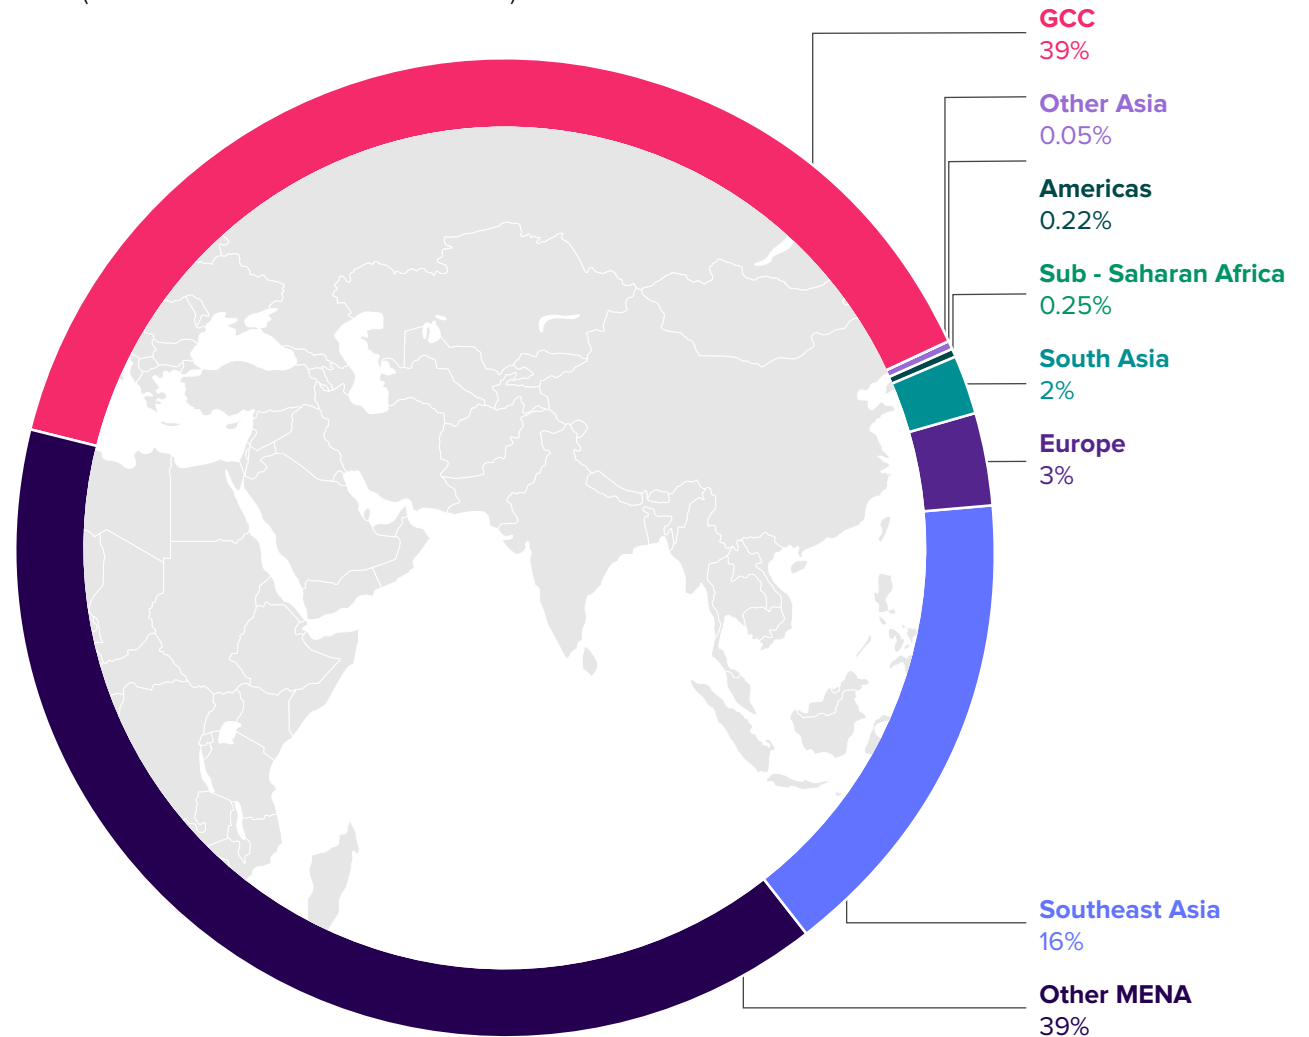 GCC
39%
Other Asia
0.05%
Americas
0.22%
Sub - Saharan Africa
0.25%
South Asia
2%
Europe
3%
Southeast Asia
16%
Other MENA
39%